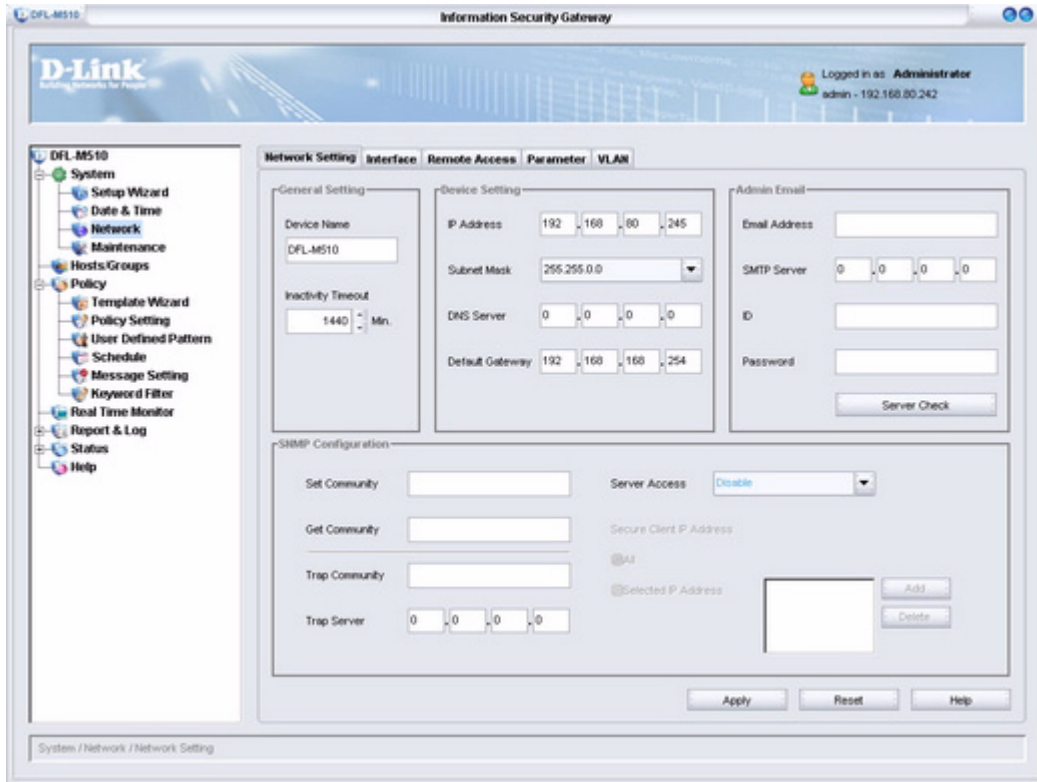 DFL-M510
Information Security Gateway
D-Link
Building Networks for People
Logged in as Administrator
admin - 192.168.80.242
DFL-M510
System
Setup Wizard
Date & Time
Network
Maintenance
Hosts/Groups
Policy
Template Wizard
Policy Setting
User Defined Pattern
Schedule
Message Setting
Keyword Filter
Real Time Monitor
Report & Log
Status
Help
Network Setting Interface Remote Access Parameter VLAN
General Setting
Device Name
DFL-M510
Inactivity Timeout
1440 Min.
Device Setting
IP Address 192 . 168 . 80 . 245
Subnet Mask 255.255.0.0
DNS Server 0 . 0 . 0 . 0
Default Gateway 192 . 168 . 168 . 254
Admin Email
Email Address
SMTP Server 0 . 0 . 0 . 0
ID
Password
Server Check
SNMP Configuration
Set Community
Get Community
Trap Community
Trap Server 0 . 0 . 0 . 0
Server Access Disable
Secure Client IP Address
All
Selected IP Address
Add
Delete
Apply Reset Help
System / Network / Network Setting